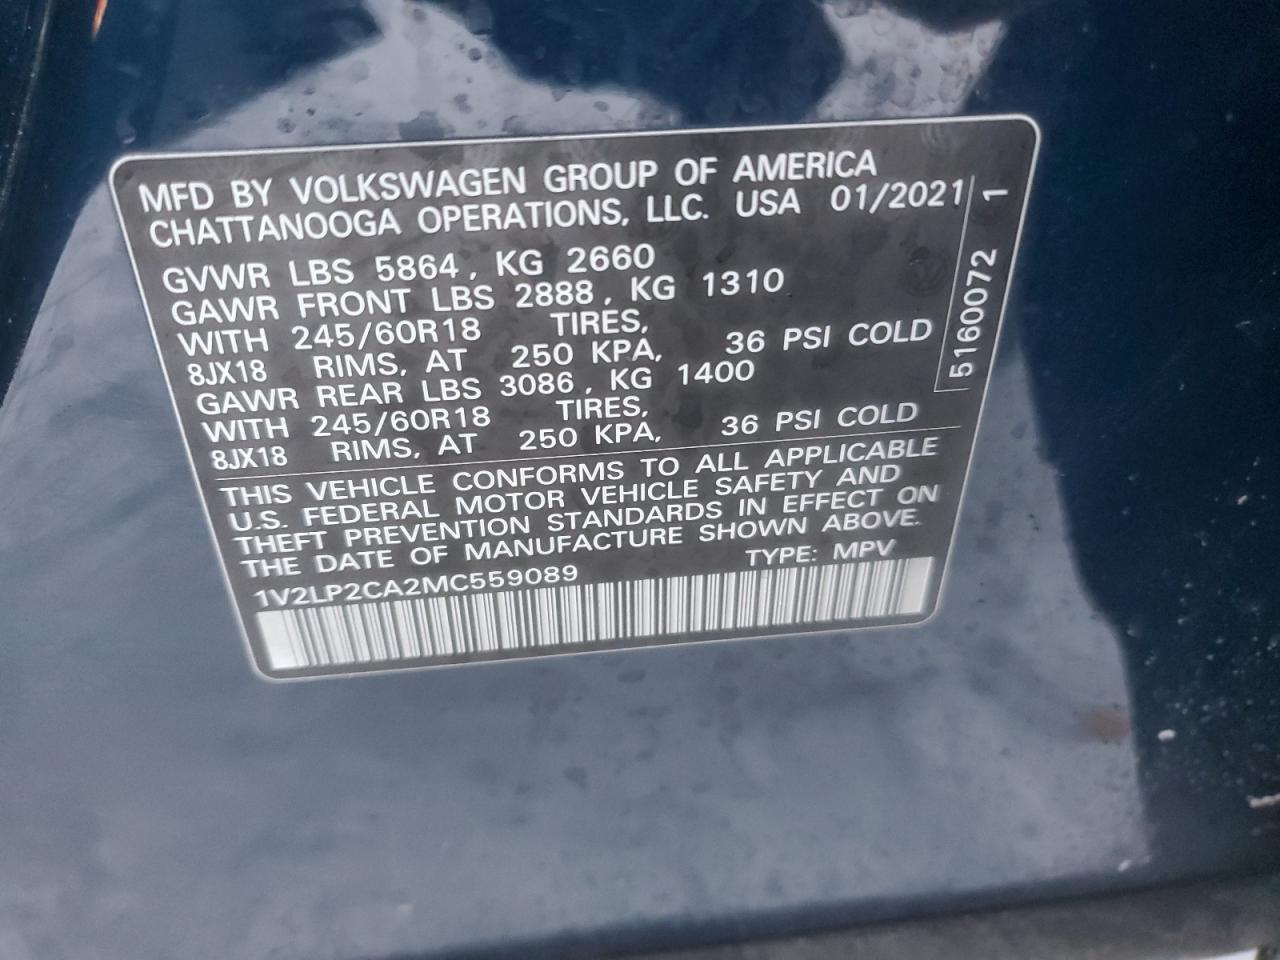 MFD BY VOLKSWAGEN GROUP OF AMERICA
CHATTANOOGA OPERATIONS, LLC. USA 01/2021
GVWR LBS 5864, KG 2660
GAWR FRONT LBS 2888, KG 1310
WITH 245/60R18 TIRES,
8JX18 RIMS, AT 250 KPA, 36 PSI COLD
GAWR REAR LBS 3086, KG 1400
WITH 245/60R18 TIRES,
8JX18 RIMS, AT 250 KPA, 36 PSI COLD
THIS VEHICLE CONFORMS TO ALL APPLICABLE
U.S. FEDERAL MOTOR VEHICLE SAFETY AND
THEFT PREVENTION STANDARDS IN EFFECT ON
THE DATE OF MANUFACTURE SHOWN ABOVE.
1V2LP2CA2MC559089 TYPE: MPV
5160072 1